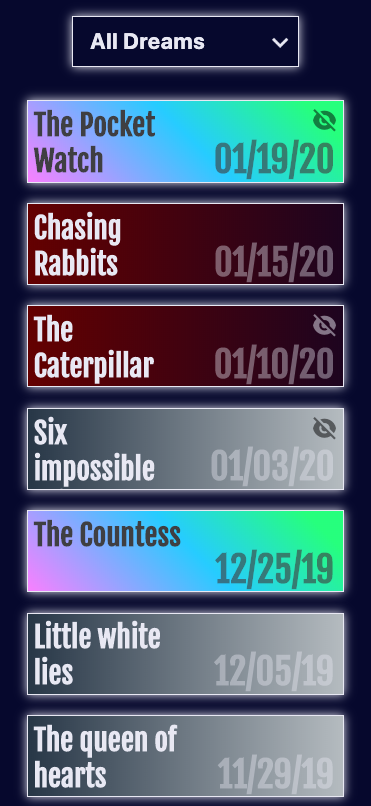 All Dreams
The Pocket
Watch
01/19/20
Chasing
Rabbits
01/15/20
The
Caterpillar
01/10/20
Six
impossible
01/03/20
The Countess
12/25/19
Little white
lies
12/05/19
The queen of
hearts
11/29/19